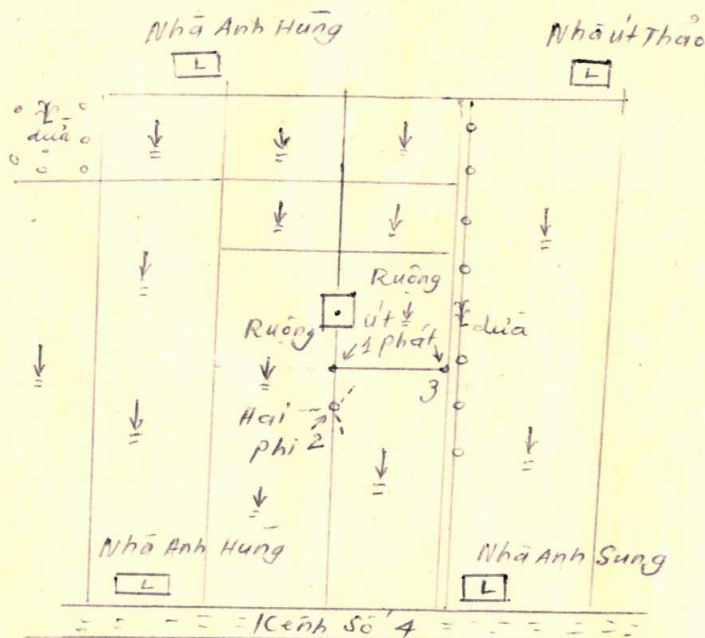 Nhà Anh Hùng
Nhà út Thảo
L
L
dừa
Ruộng
Ruộng
út
1 phát
dừa
3
Hai
phi 2
Nhà Anh Hùng
Nhà Anh Sung
L
L
Kênh Số 4